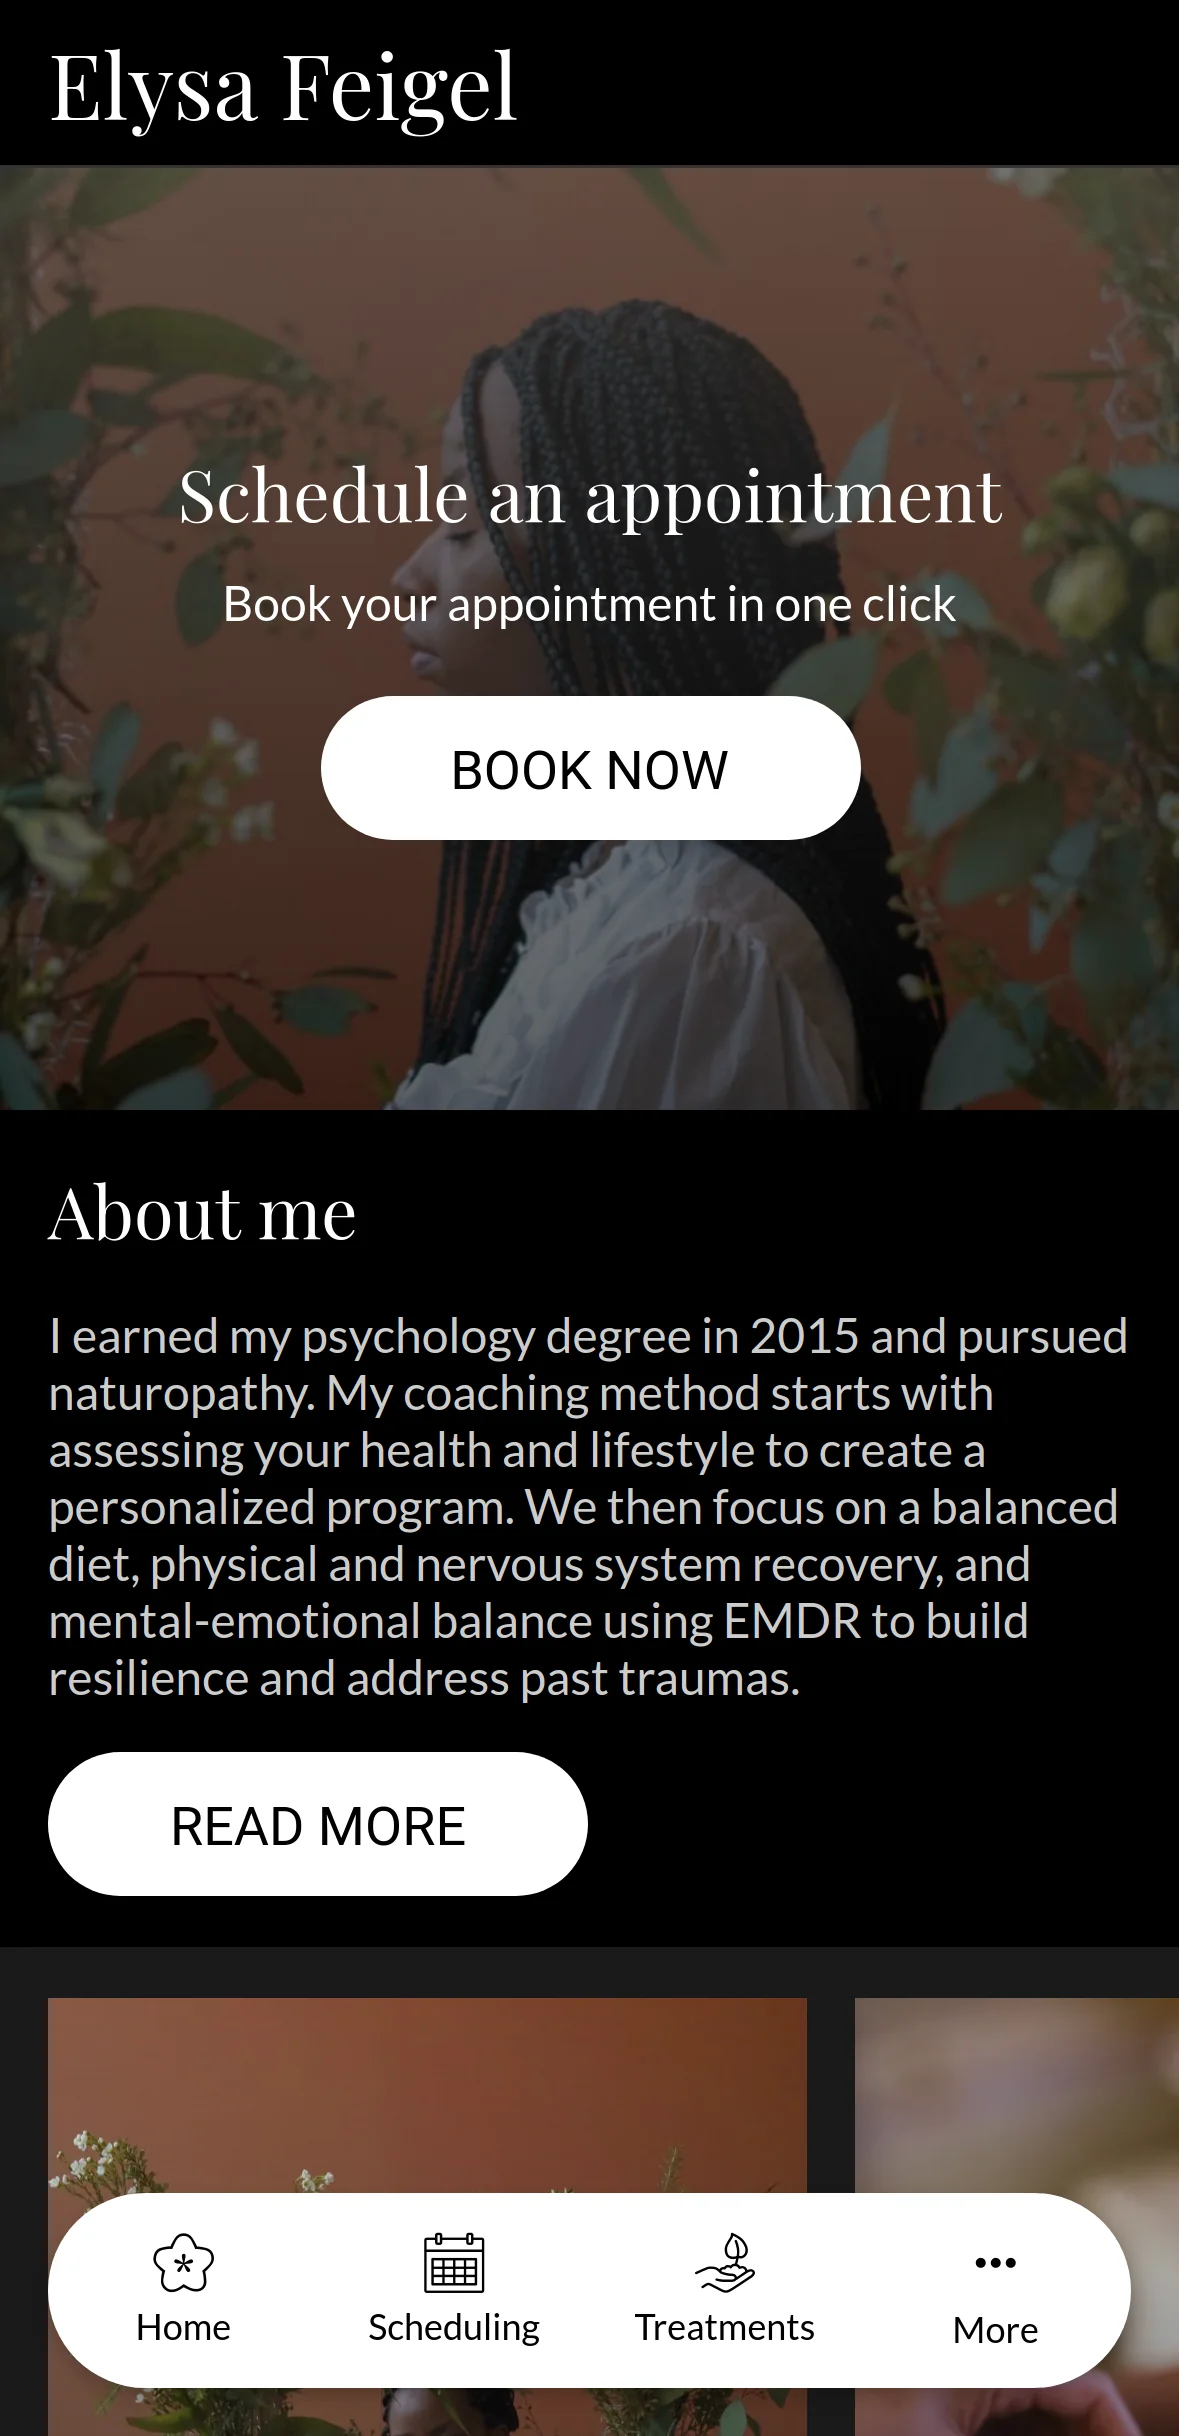 Elysa Feigel
Schedule an appointment
Book your appointment in one click
BOOK NOW
About me
I earned my psychology degree in 2015 and pursued
naturopathy. My coaching method starts with
assessing your health and lifestyle to create a
personalized program. We then focus on a balanced
diet, physical and nervous system recovery, and
mental-emotional balance using EMDR to build
resilience and address past traumas.
READ MORE
Home
Scheduling
Treatments
More